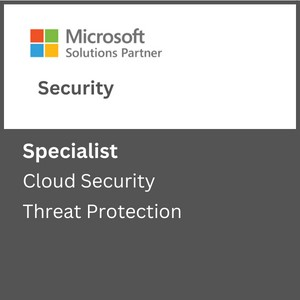 Microsoft
Solutions Partner
Security
Specialist
Cloud Security
Threat Protection